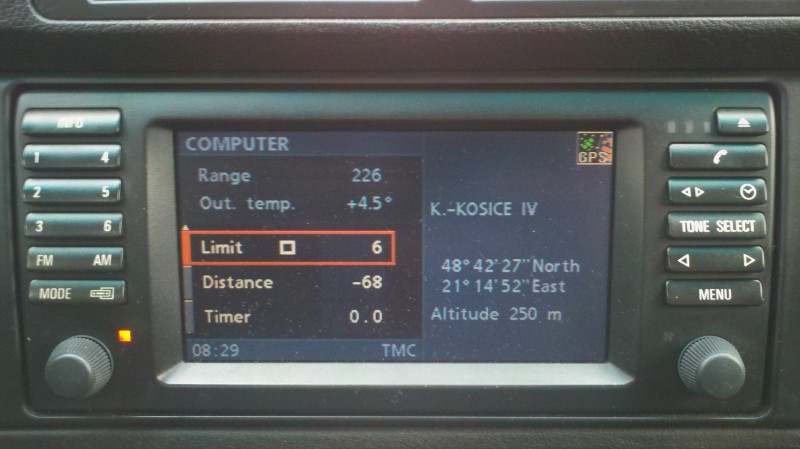 INFO
1 4
2 5
3 6
FM AM
MODE
COMPUTER
Range 226
Out. temp. +4.5°
Limit 6
Distance -68
Timer 0.0
08:29 TMC
GPS
K.-KOSICE IV
48°42'27"North
21°14'52"East
Altitude 250 m
TONE SELECT
MENU